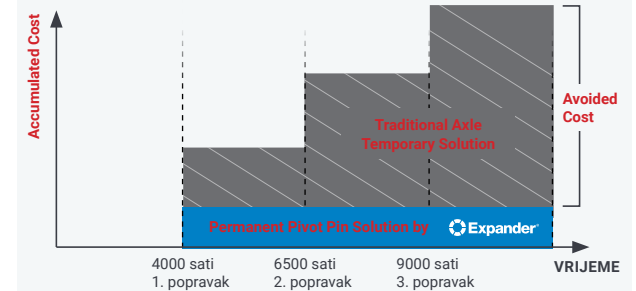 Accumulated Cost
Avoided
Cost
Traditional Axle
Temporary Solution
Permanent Pivot Pin Solution by Expander
4000 sati
1. popravak
6500 sati
2. popravak
9000 sati
3. popravak
VRIJEME